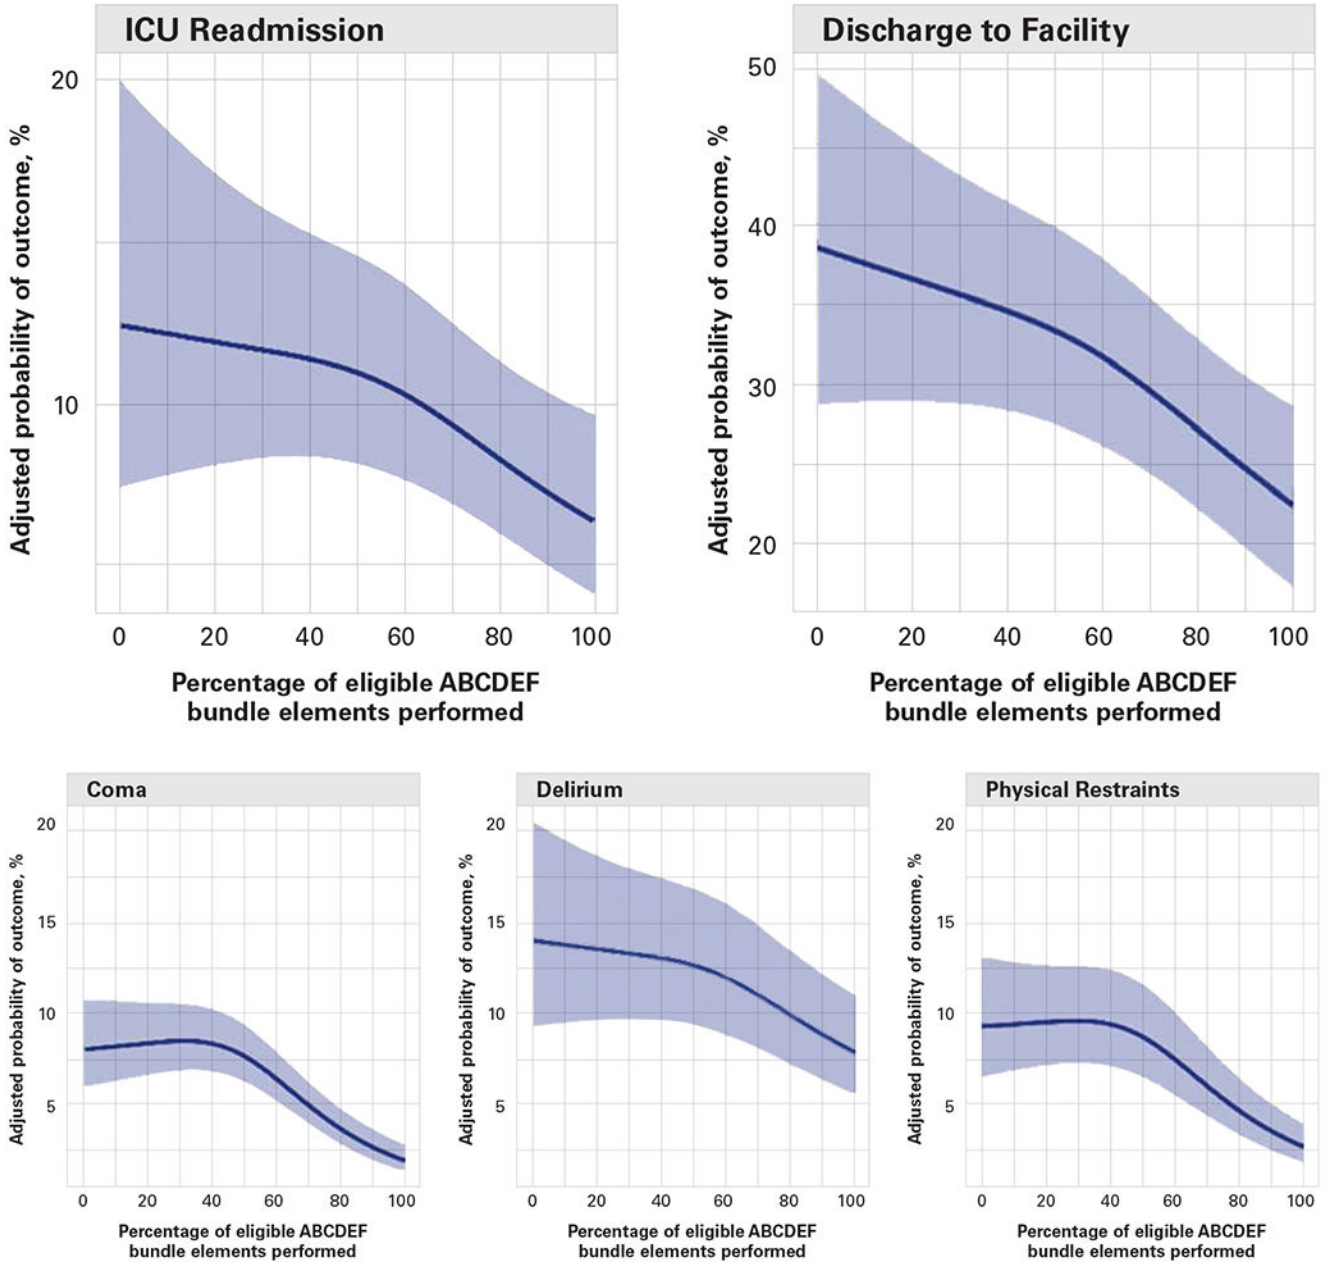 ICU Readmission
Adjusted probability of outcome, %
20
10
0 20 40 60 80 100
Percentage of eligible ABCDEF
bundle elements performed
Discharge to Facility
Adjusted probability of outcome, %
50
40
30
20
0 20 40 60 80 100
Percentage of eligible ABCDEF
bundle elements performed
Coma
Adjusted probability of outcome, %
20
15
10
5
0 20 40 60 80 100
Percentage of eligible ABCDEF
bundle elements performed
Delirium
Adjusted probability of outcome, %
20
15
10
5
0 20 40 60 80 100
Percentage of eligible ABCDEF
bundle elements performed
Physical Restraints
Adjusted probability of outcome, %
20
15
10
5
0 20 40 60 80 100
Percentage of eligible ABCDEF
bundle elements performed